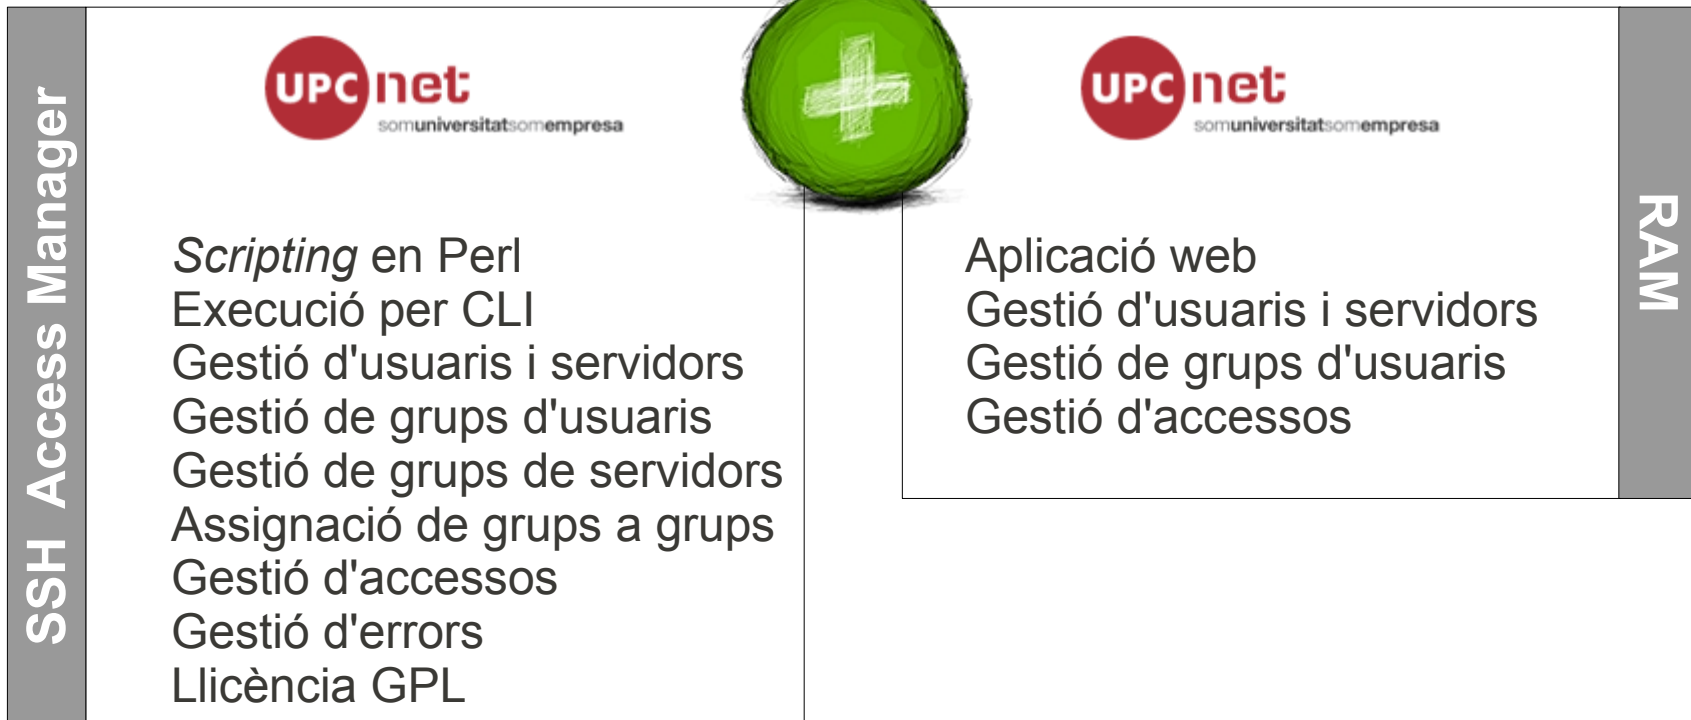 SSH Access Manager
UPC net
somuniversitatsomempresa
Scripting en Perl
Execució per CLI
Gestió d'usuaris i servidors
Gestió de grups d'usuaris
Gestió de grups de servidors
Assignació de grups a grups
Gestió d'accessos
Gestió d'errors
Llicència GPL
UPC net
somuniversitatsomempresa
Aplicació web
Gestió d'usuaris i servidors
Gestió de grups d'usuaris
Gestió d'accessos
RAM